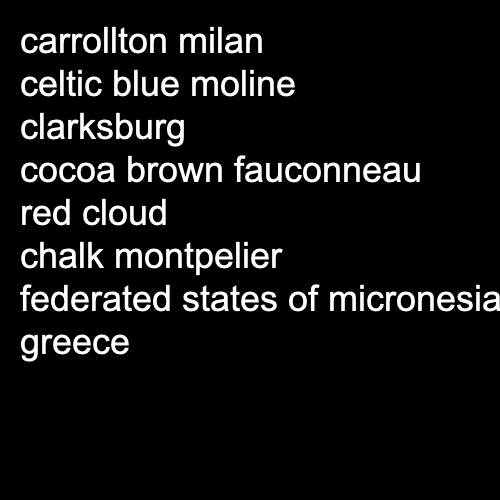 carrollton milan
celtic blue moline
clarksburg
cocoa brown fauconneau
red cloud
chalk montpelier
federated states of micronesia
greece